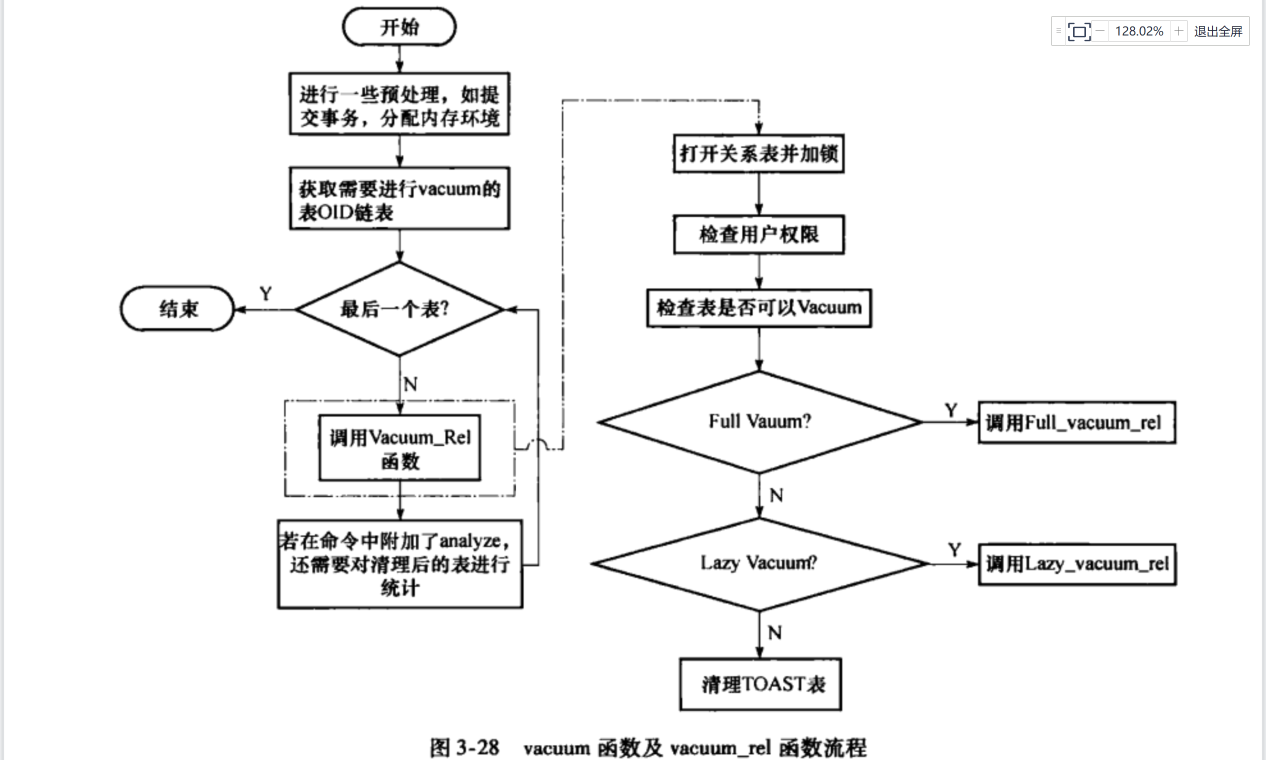 128.02%
退出全屏
开始
进行一些预处理，如提
交事务，分配内存环境
获取需要进行vacuum的
表OID链表
最后一个表?
Y
结束
N
调用Vacuum_Rel
函数
若在命令中附加了analyze，
还需要对清理后的表进行
统计
打开关系表并加锁
检查用户权限
检查表是否可以Vacuum
Full Vauum?
Y
调用Full_vacuum_rel
N
Lazy Vacuum?
Y
调用Lazy_vacuum_rel
N
清理TOAST表
图 3-28 vacuum 函数及 vacuum_rel 函数流程